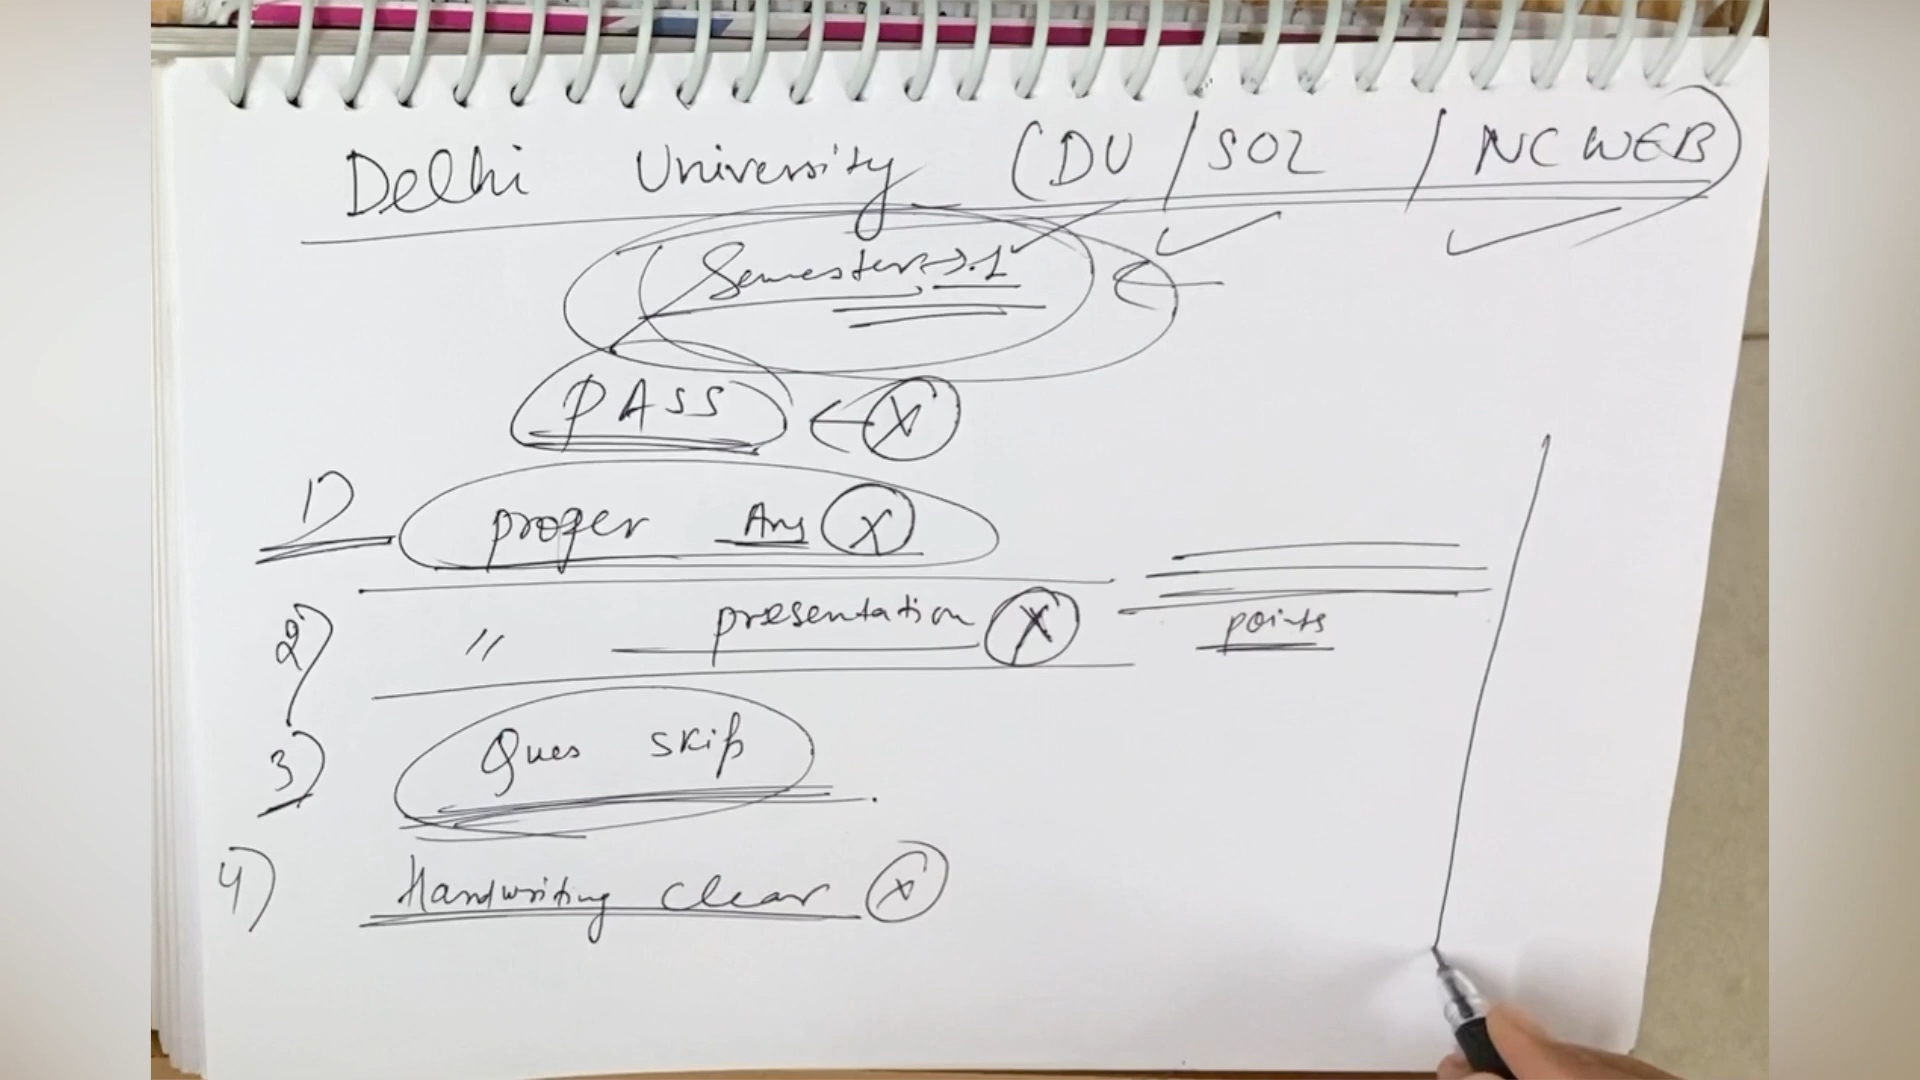 Delhi University (DU / SOL / NCWEB)
Semester → 1
PASS ← X
1) proper Ans X
2) " presentation X
points
3) Ques skip
4) Handwriting clear X